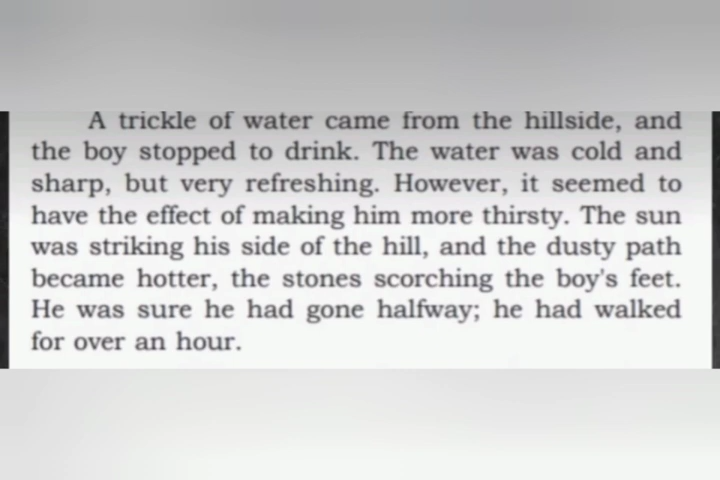 A trickle of water came from the hillside, and
the boy stopped to drink. The water was cold and
sharp, but very refreshing. However, it seemed to
have the effect of making him more thirsty. The sun
was striking his side of the hill, and the dusty path
became hotter, the stones scorching the boy's feet.
He was sure he had gone halfway; he had walked
for over an hour.